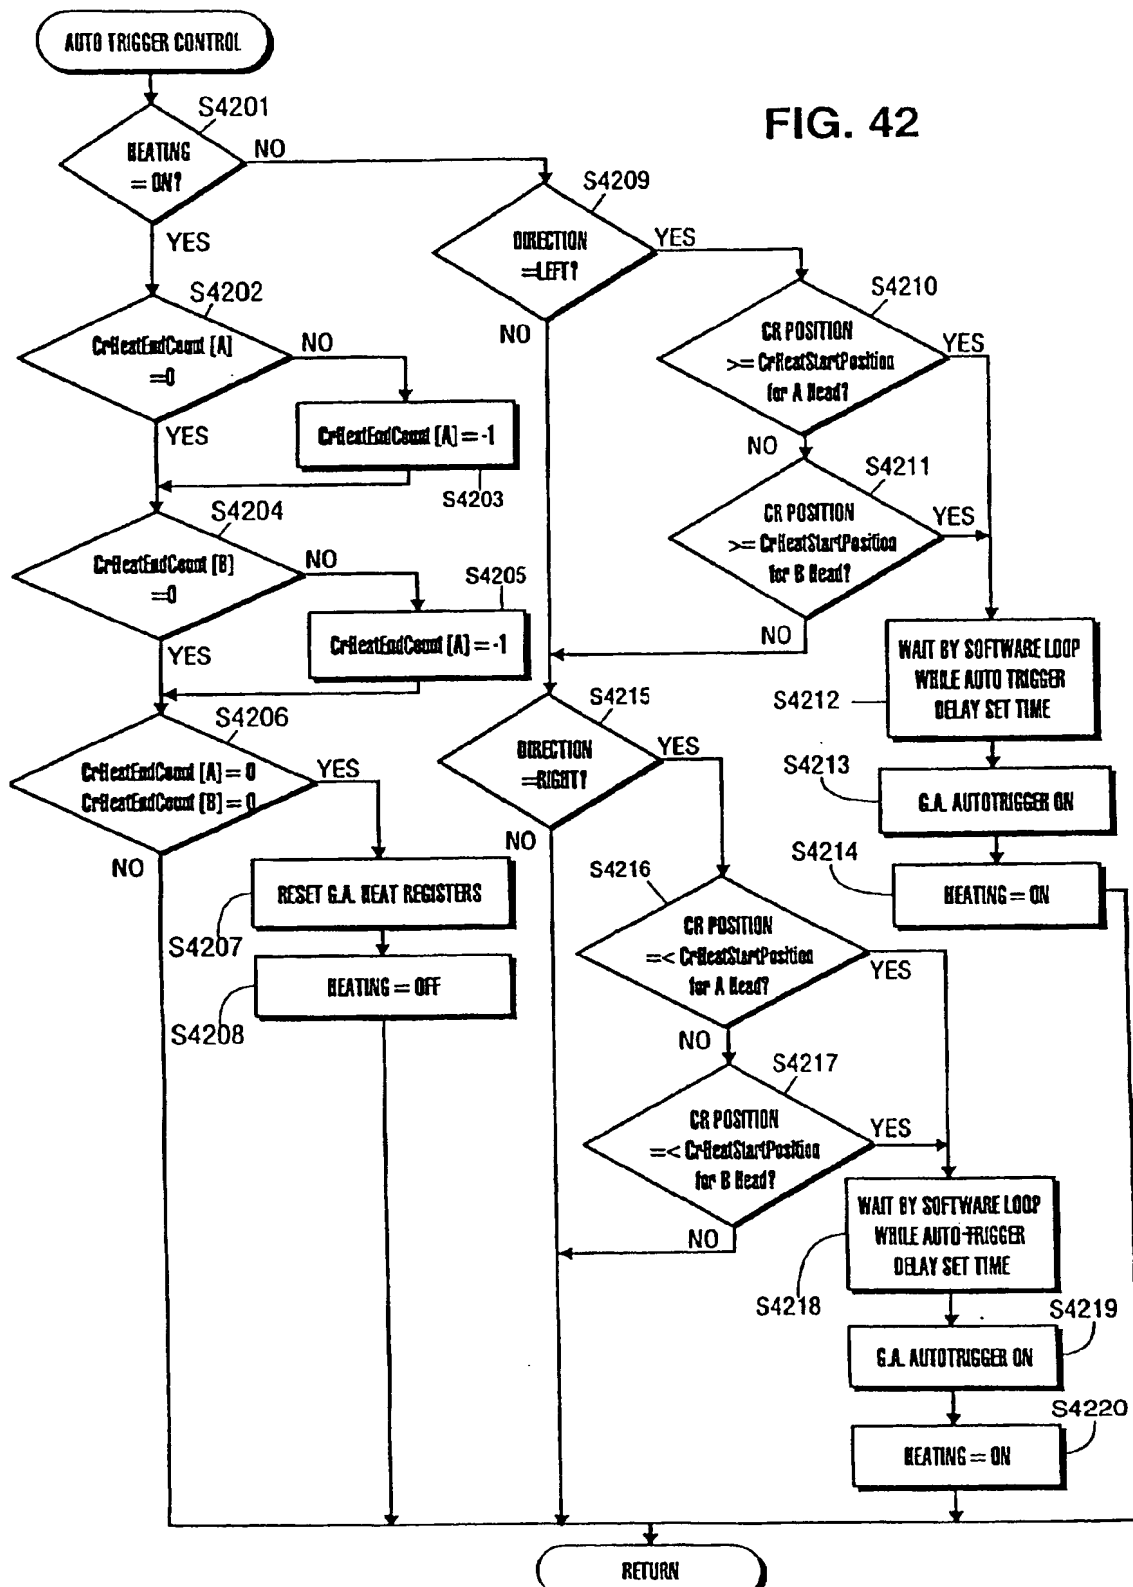 AUTO TRIGGER CONTROL
FIG. 42
S4201
HEATING
= ON?
NO
YES
S4202
CrHeatEndCount [A]
=0
NO
YES
CrHeatEndCount [A] = -1
S4203
S4204
CrHeatEndCount [B]
=0
NO
YES
S4205
CrHeatEndCount [A] = -1
S4206
CrHeatEndCount [A] = 0
CrHeatEndCount [B] = 0
YES
NO
RESET G.A. HEAT REGISTERS
S4207
HEATING = OFF
S4208
S4209
DIRECTION
=LEFT?
YES
NO
S4210
CR POSITION
>= CrHeatStartPosition
for A Head?
YES
NO
S4211
CR POSITION
>= CrHeatStartPosition
for B Head?
YES
NO
WAIT BY SOFTWARE LOOP
WHILE AUTO TRIGGER
DELAY SET TIME
S4212
S4213
G.A. AUTOTRIGGER ON
S4214
HEATING = ON
S4215
DIRECTION
=RIGHT?
YES
NO
S4216
CR POSITION
=< CrHeatStartPosition
for A Head?
YES
NO
S4217
CR POSITION
=< CrHeatStartPosition
for B Head?
YES
NO
WAIT BY SOFTWARE LOOP
WHILE AUTO-TRIGGER
DELAY SET TIME
S4218
S4219
G.A. AUTOTRIGGER ON
S4220
HEATING = ON
RETURN